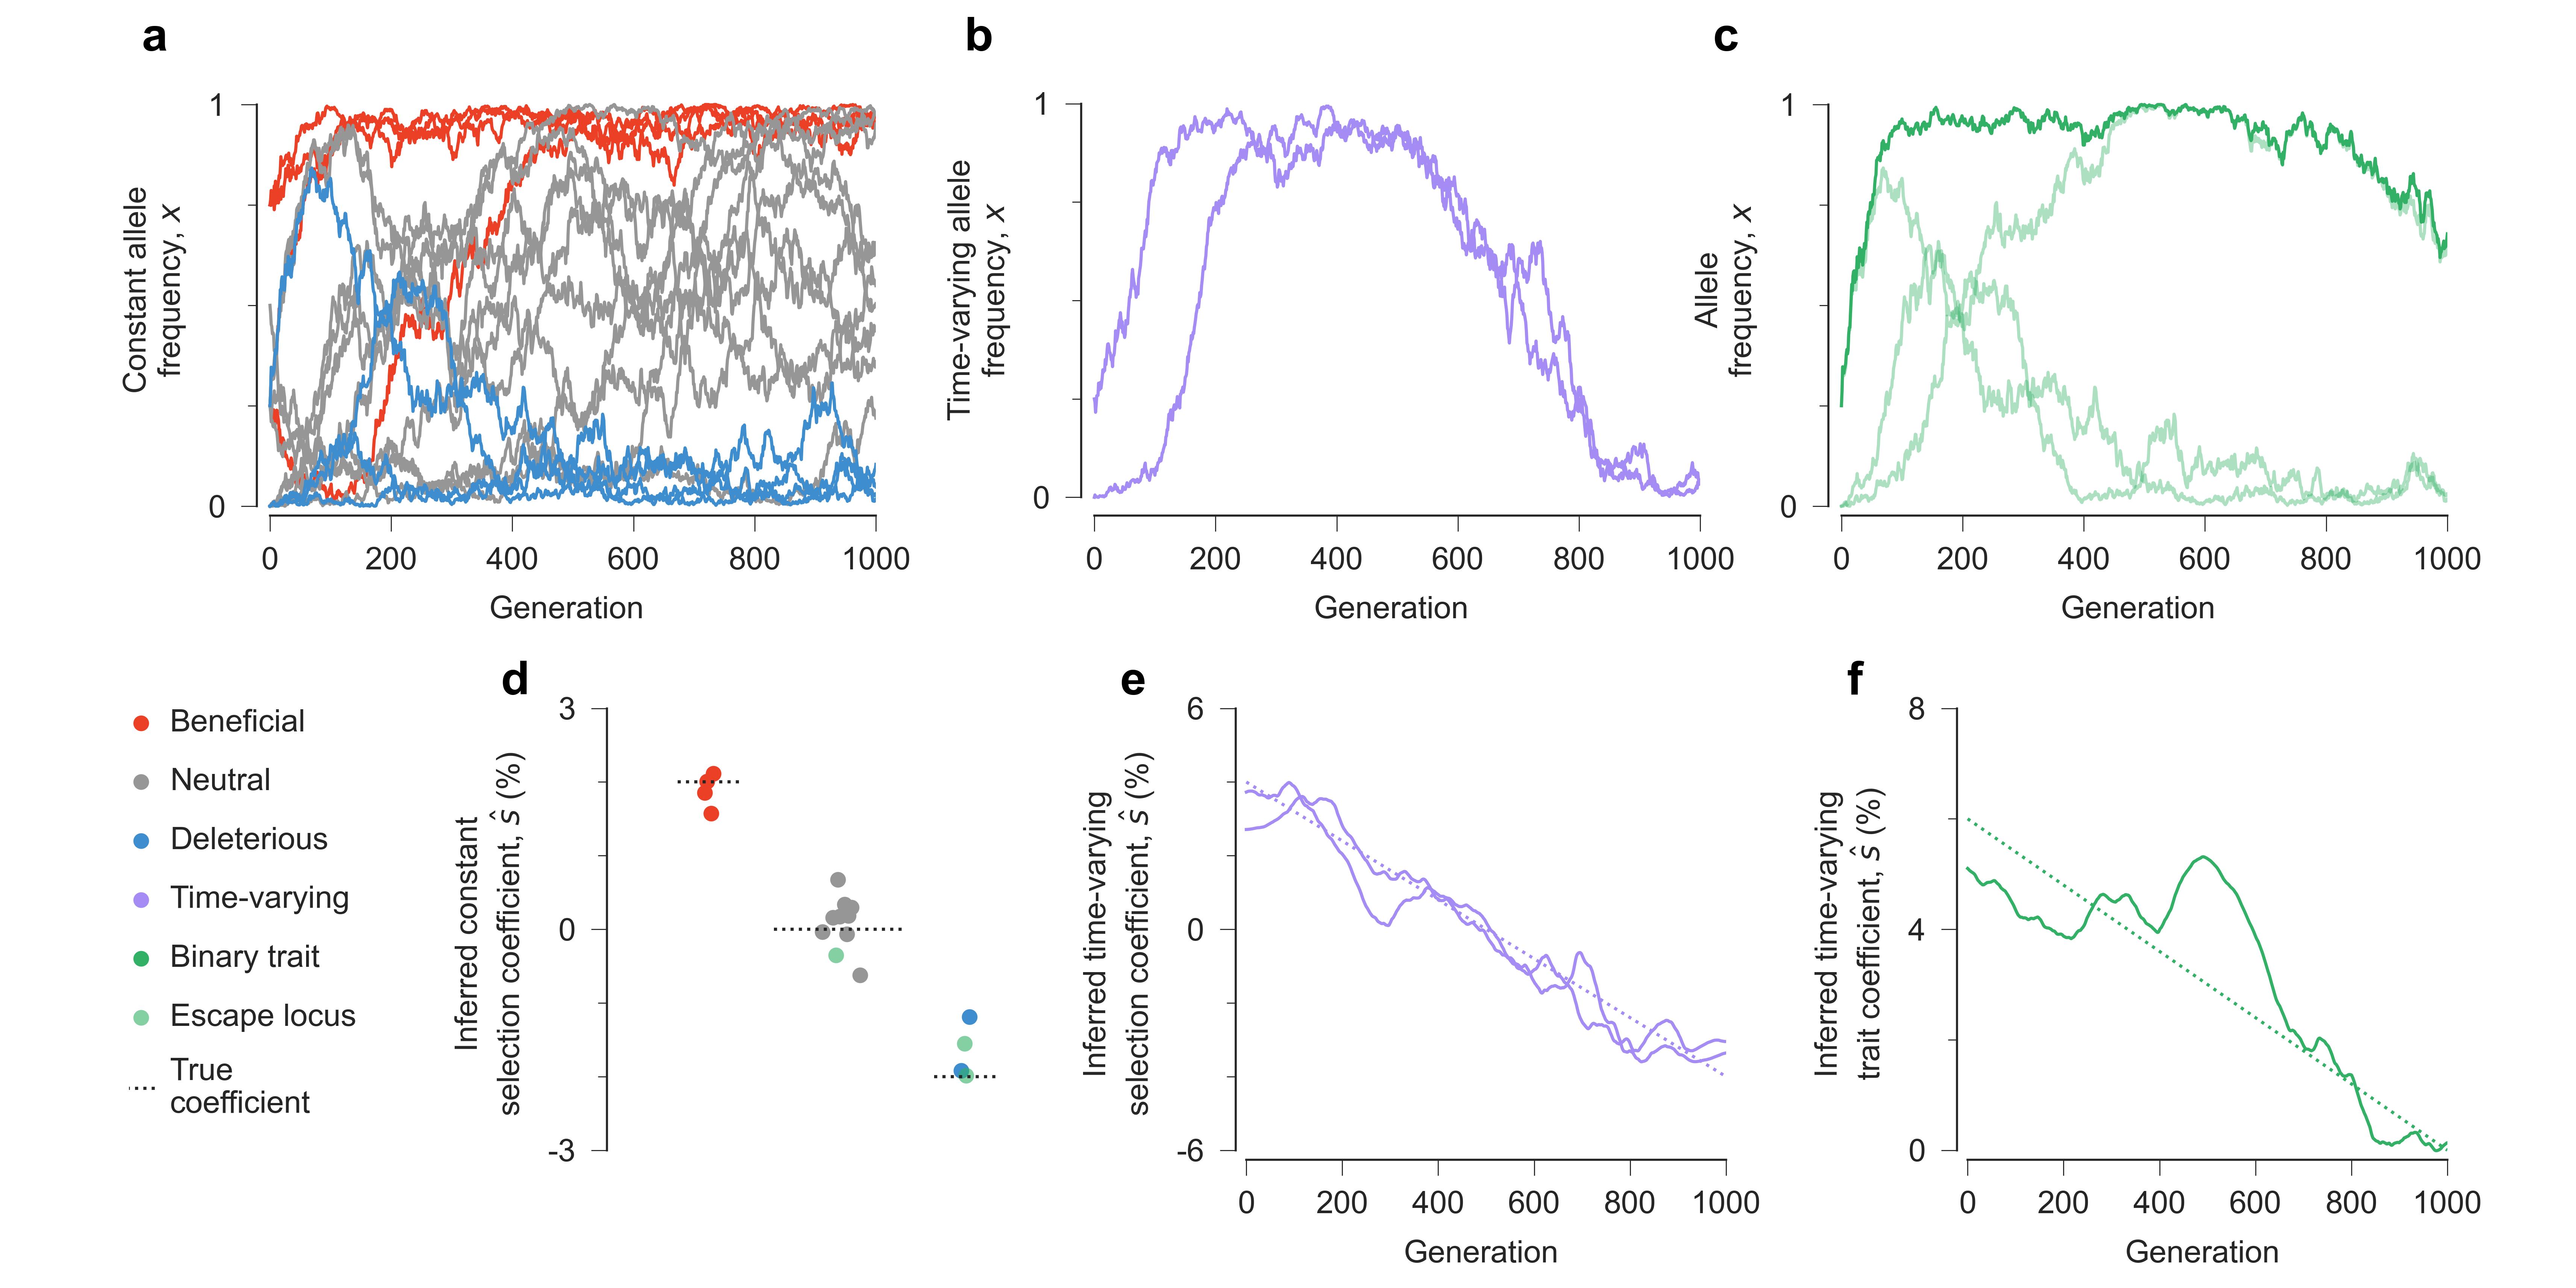 a
Constant allele
frequency, x
1
0
0 200 400 600 800 1000
Generation
b
Time-varying allele
frequency, x
1
0
0 200 400 600 800 1000
Generation
c
Allele
frequency, x
1
0
0 200 400 600 800 1000
Generation
Beneficial
Neutral
Deleterious
Time-varying
Binary trait
Escape locus
True
coefficient
d
Inferred constant
selection coefficient, ŝ (%)
3
0
-3
e
Inferred time-varying
selection coefficient, ŝ (%)
6
0
-6
0 200 400 600 800 1000
Generation
f
Inferred time-varying
trait coefficient, ŝ (%)
8
4
0
0 200 400 600 800 1000
Generation